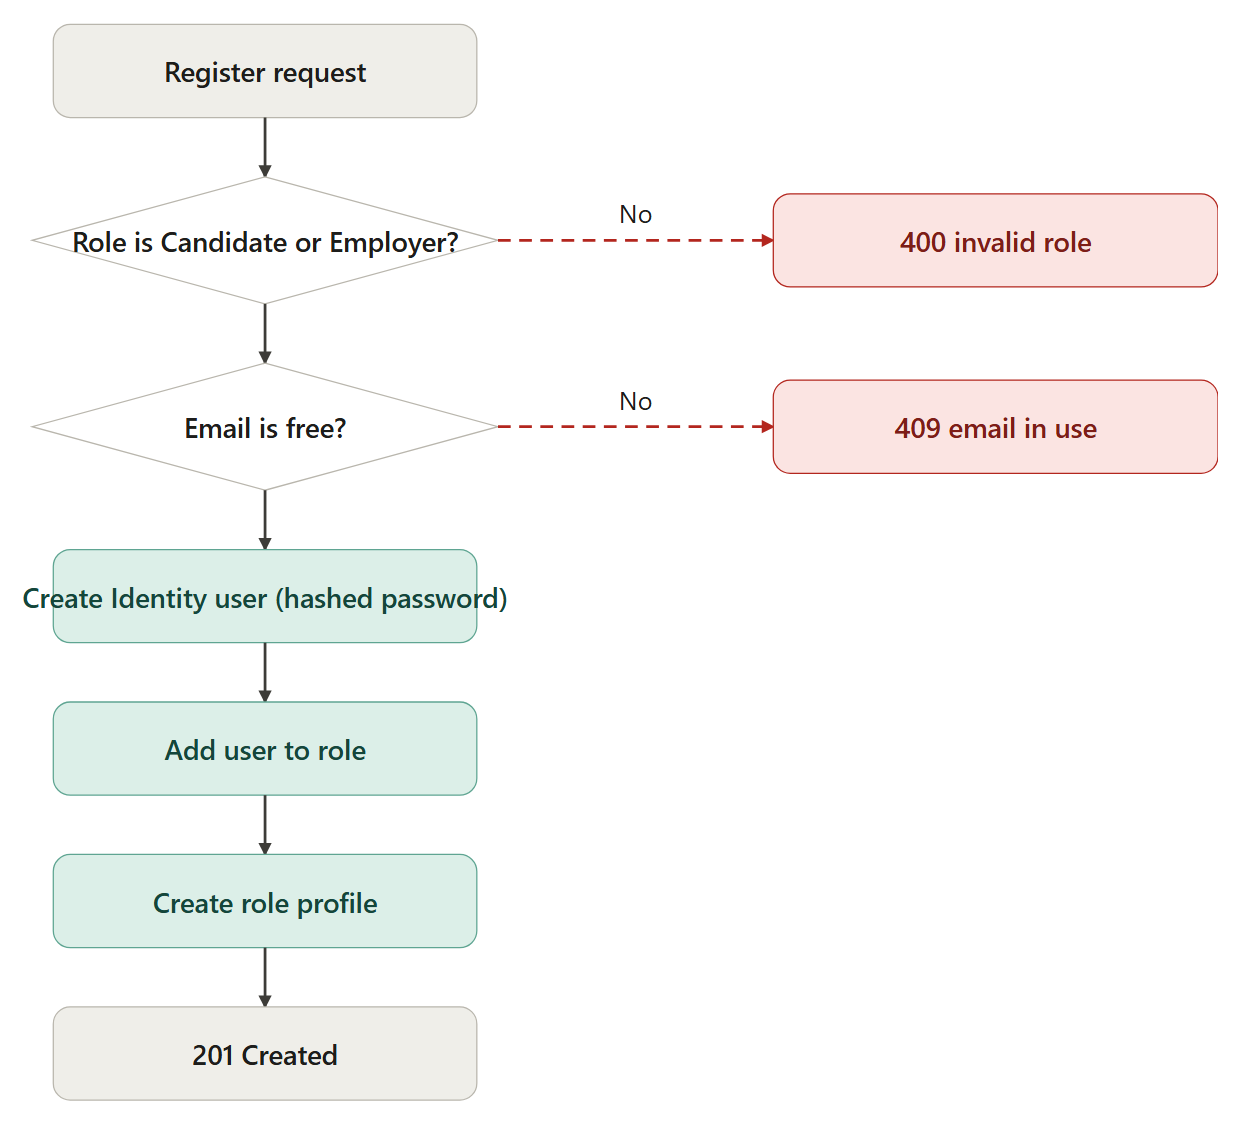 Register request
Role is Candidate or Employer?
No
400 invalid role
Email is free?
No
409 email in use
Create Identity user (hashed password)
Add user to role
Create role profile
201 Created